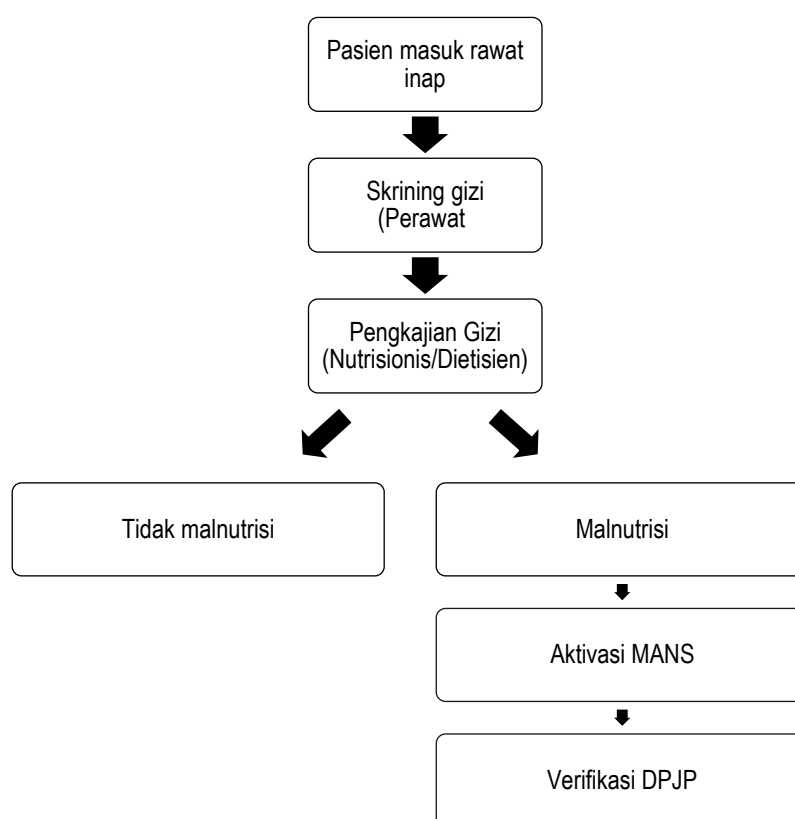 Pasien masuk rawat
inap
Skrining gizi
(Perawat
Pengkajian Gizi
(Nutrisionis/Dietisien)
Tidak malnutrisi
Malnutrisi
Aktivasi MANS
Verifikasi DPJP